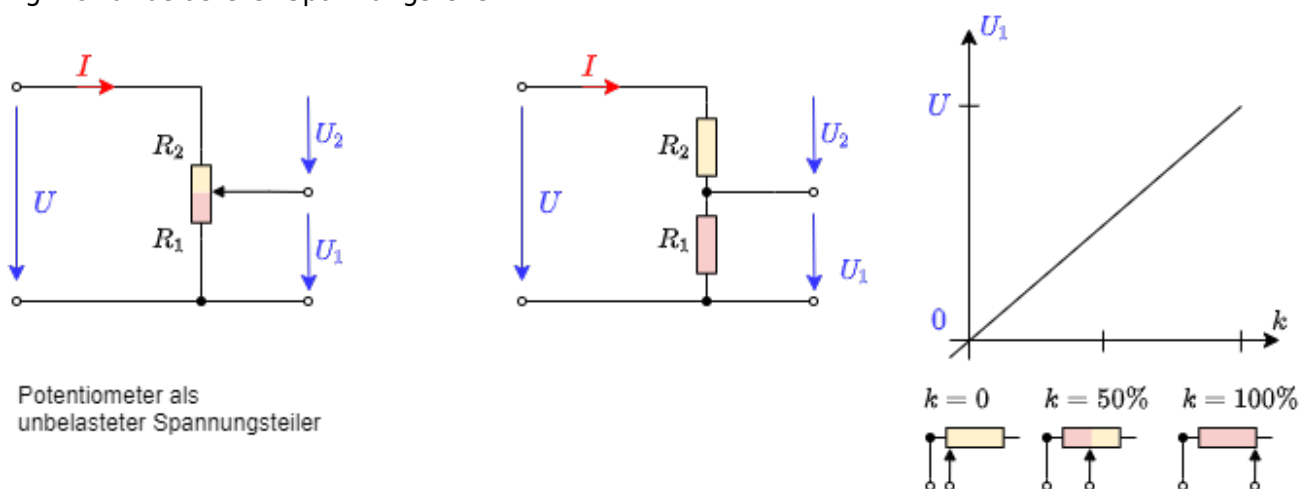 I
R₂
U
R₁
U₂
U₁
I
R₂
U
R₁
U₂
U₁
U₁
U
0
k
Potentiometer als
unbelasteter Spannungsteiler
k = 0
k = 50%
k = 100%